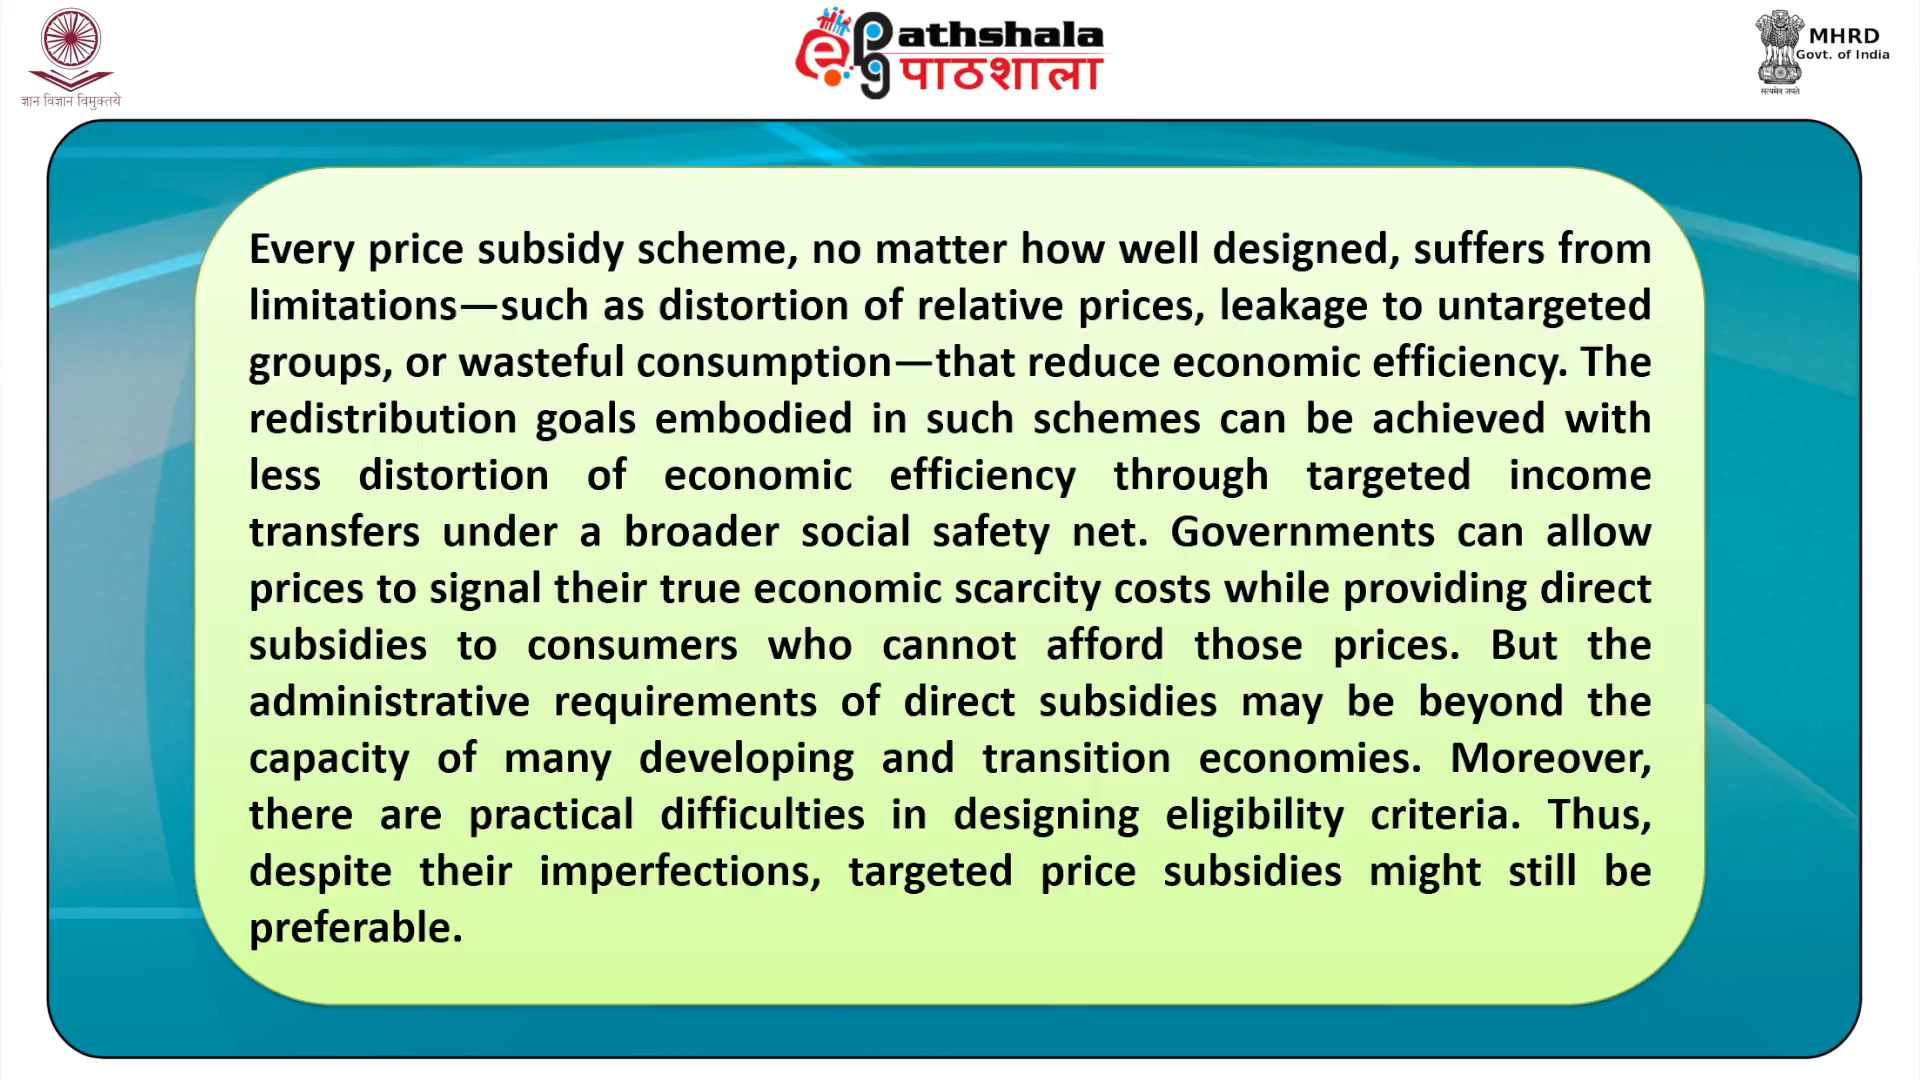 ज्ञान विज्ञान विमुक्तये
ePathshala
पाठशाला
MHRD
Govt. of India
सत्यमेव जयते
Every price subsidy scheme, no matter how well designed, suffers from
limitations—such as distortion of relative prices, leakage to untargeted
groups, or wasteful consumption—that reduce economic efficiency. The
redistribution goals embodied in such schemes can be achieved with
less distortion of economic efficiency through targeted income
transfers under a broader social safety net. Governments can allow
prices to signal their true economic scarcity costs while providing direct
subsidies to consumers who cannot afford those prices. But the
administrative requirements of direct subsidies may be beyond the
capacity of many developing and transition economies. Moreover,
there are practical difficulties in designing eligibility criteria. Thus,
despite their imperfections, targeted price subsidies might still be
preferable.